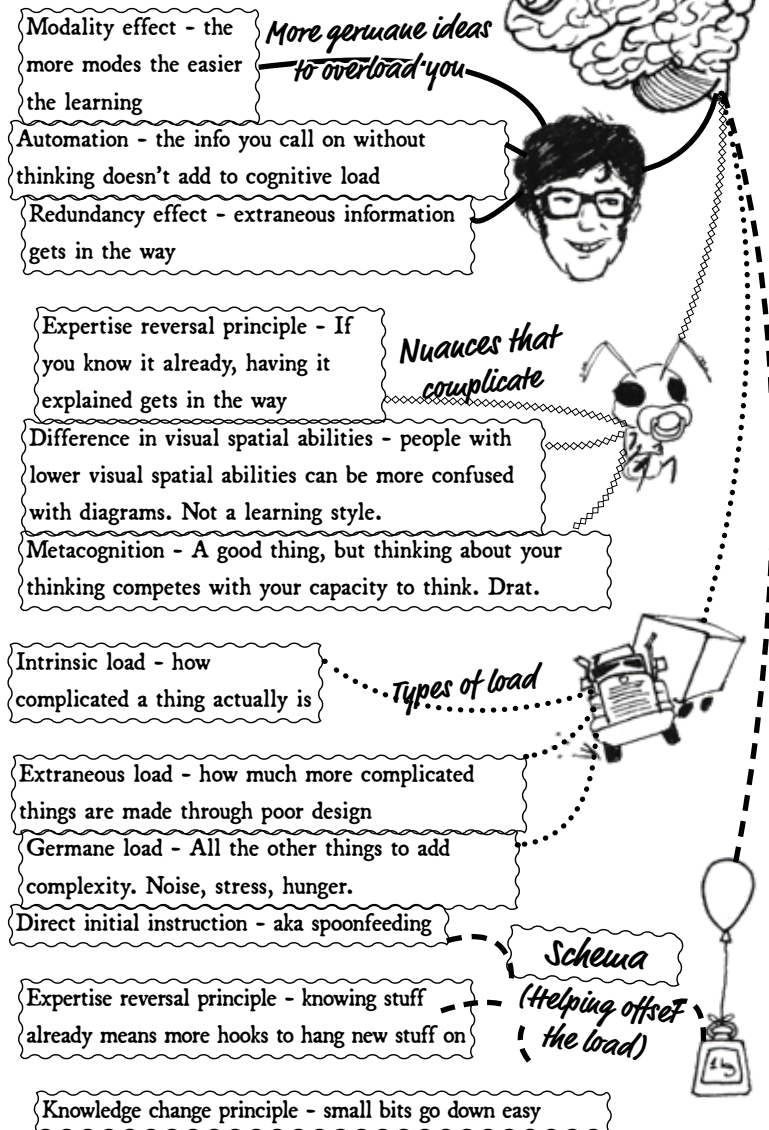 Modality effect - the
more modes the easier
the learning
More germane ideas
to overload you
Automation - the info you call on without
thinking doesn't add to cognitive load
Redundancy effect - extraneous information
gets in the way
Expertise reversal principle - If
you know it already, having it
explained gets in the way
Nuances that
complicate
Difference in visual spatial abilities - people with
lower visual spatial abilities can be more confused
with diagrams. Not a learning style.
Metacognition - A good thing, but thinking about your
thinking competes with your capacity to think. Drat.
Intrinsic load - how
complicated a thing actually is
Types of load
Extraneous load - how much more complicated
things are made through poor design
Germane load - All the other things to add
complexity. Noise, stress, hunger.
Direct initial instruction - aka spoonfeeding
Schema
(Helping offset
the load)
Expertise reversal principle - knowing stuff
already means more hooks to hang new stuff on
1kg
Knowledge change principle - small bits go down easy